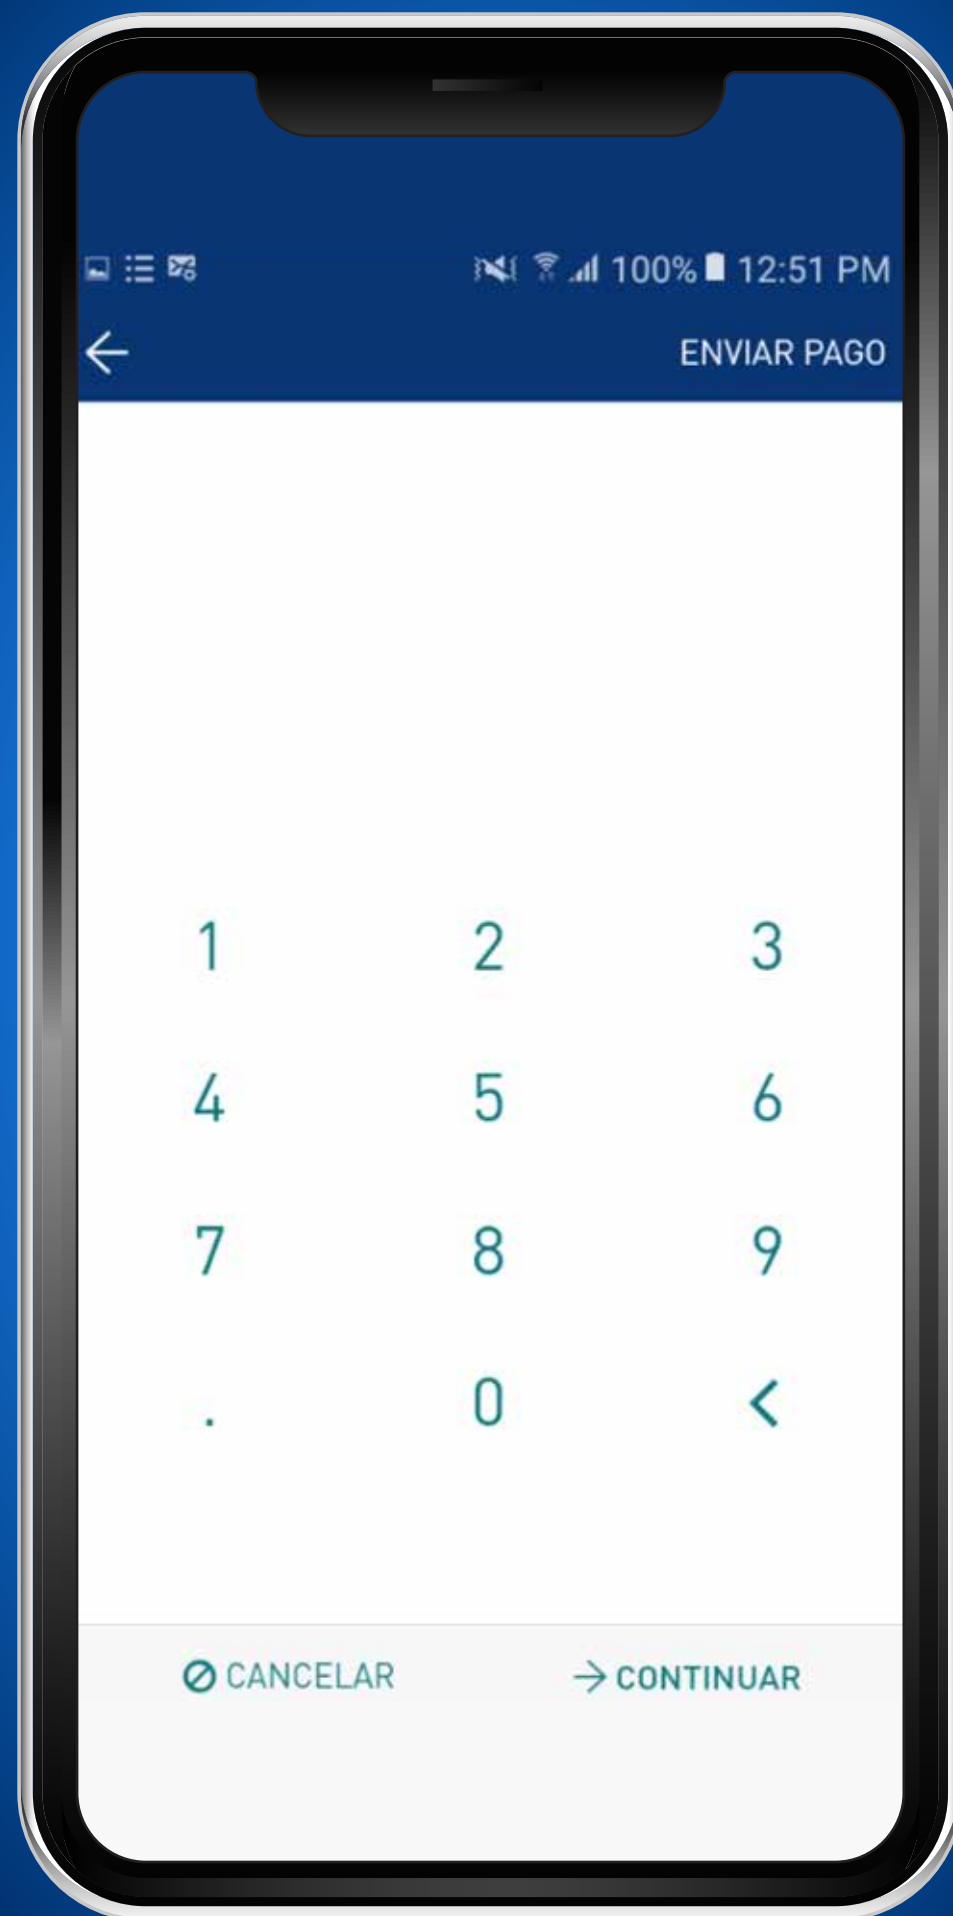 100% 12:51 PM
ENVIAR PAGO
1 2 3
4 5 6
7 8 9
. 0 <
CANCELAR CONTINUAR